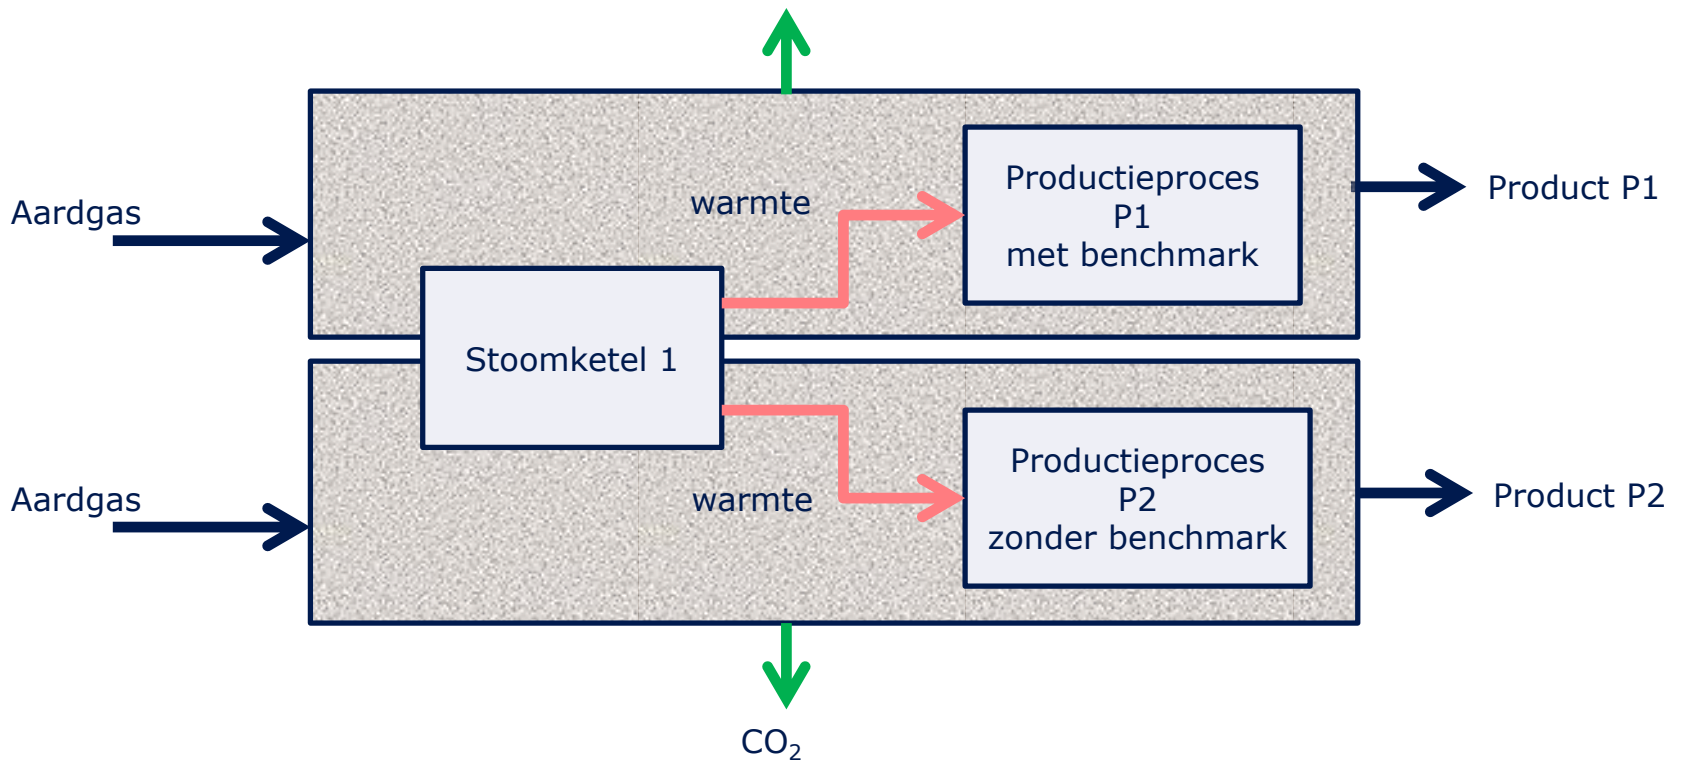 Aardgas
warmte
Productieproces
P1
met benchmark
Product P1
Stoomketel 1
Aardgas
warmte
Productieproces
P2
zonder benchmark
Product P2
CO₂